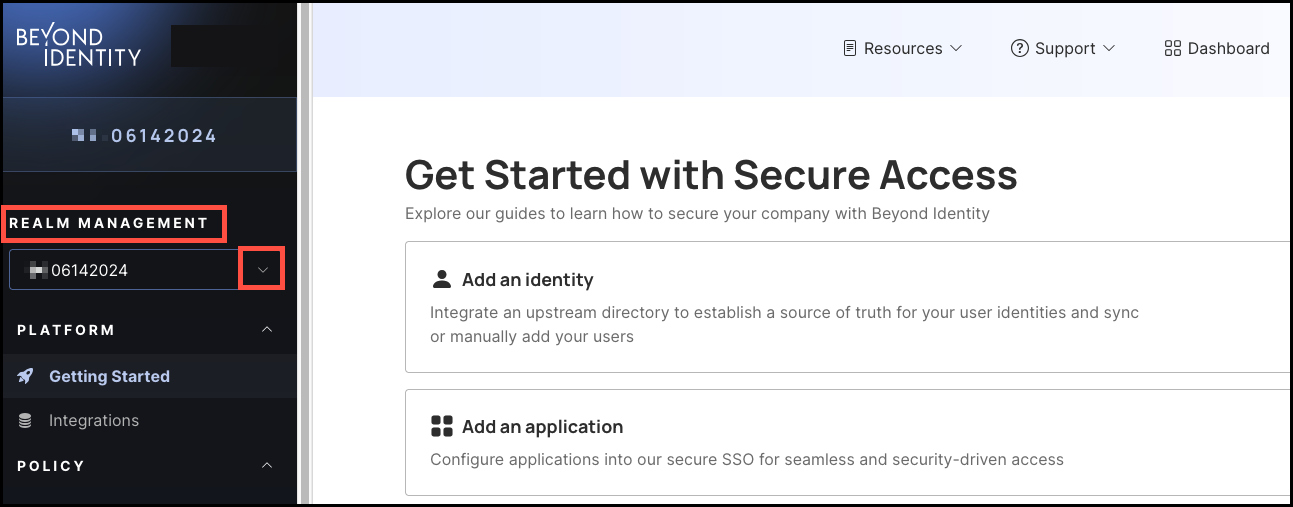 BEYOND
IDENTITY
Resources
Support
Dashboard
06142024
REALM MANAGEMENT
06142024
PLATFORM
Getting Started
Integrations
POLICY
Get Started with Secure Access
Explore our guides to learn how to secure your company with Beyond Identity
Add an identity
Integrate an upstream directory to establish a source of truth for your user identities and sync
or manually add your users
Add an application
Configure applications into our secure SSO for seamless and security-driven access